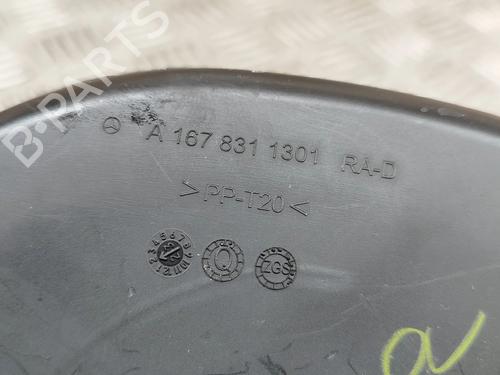 B-PARTS
A 167 831 1301 RA-D
>PP-T20<
Q
ZGS